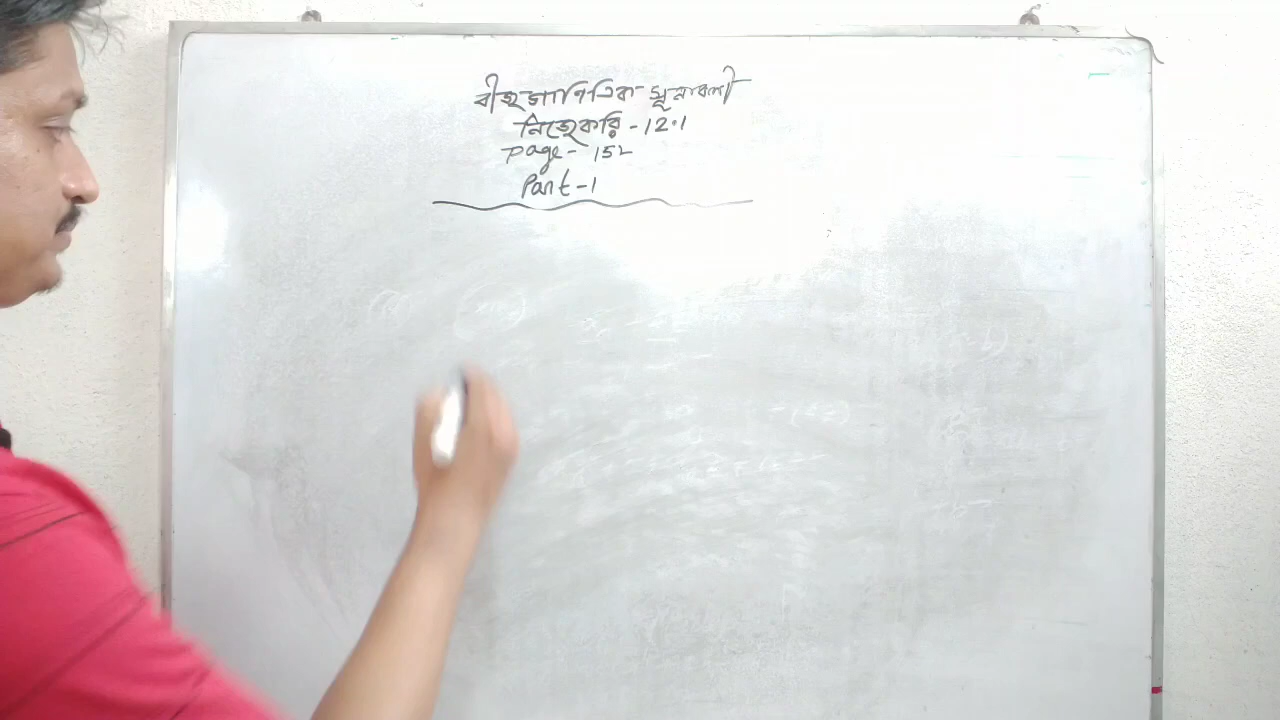 বীজগাণিতিক সূত্রাবলী
নিজেকরি - 12.1
Page - 152
Part - 1